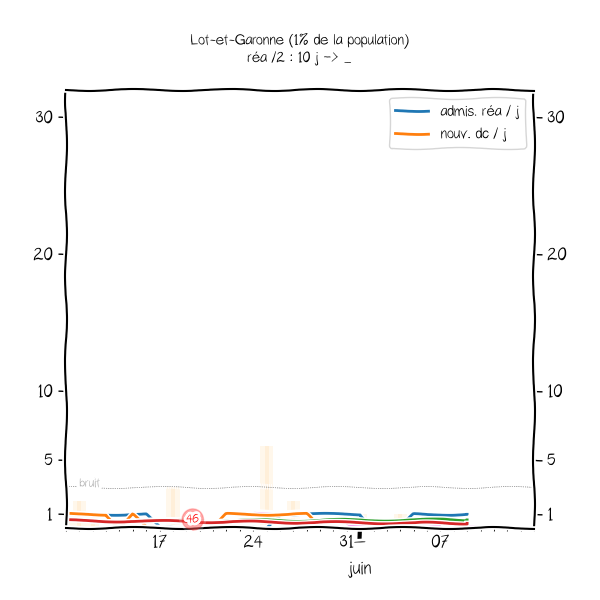 Lot-et-Garonne (1% de la population)
réa /2 : 10 j -> _
admis. réa / j
nouv. dc / j
30
30
20
20
10
10
5
5
bruit
1
1
46
17
24
31
07
juin